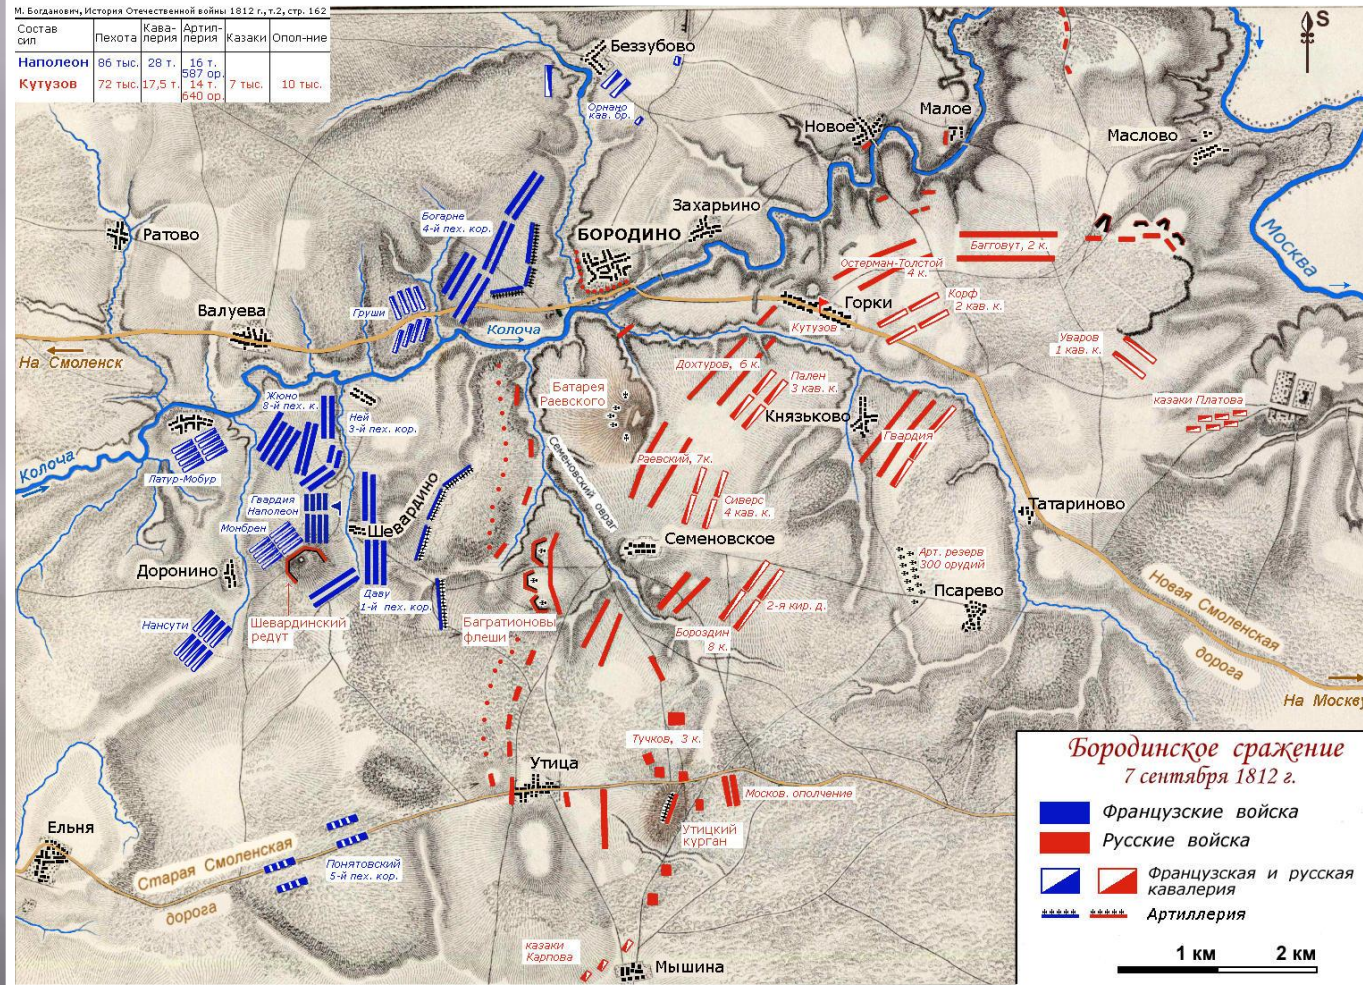 М. Богданович, История Отечественной войны 1812 г., т.2, стр. 162
Состав сил Пехота Кава-лерия Артил-лерия Казаки Ополч-ние
Наполеон 86 тыс. 28 т. 16 т. 587 ор.
Кутузов 72 тыс. 17,5 т. 14 т. 640 ор. 7 тыс. 10 тыс.
S
Беззубово
Орнано
кав. бр.
Новое
Малое
Маслово
Москва
Ратово
Богарне
4-й пех. кор.
БОРОДИНО
Захарьино
Багговут, 2 к.
Остерман-Толстой
4 к.
Валуева
Груши
Колоча
Горки
Кутузов
Корф
2 кав. к.
Уваров
1 кав. к.
На Смоленск
Дохтуров, 6 к.
Пален
3 кав. к.
Батарея
Раевского
Жюно
8-й пех. к.
Ней
3-й пех. кор.
Князьково
казаки Платова
Гвардия
Колоча
Латур-Мобур
Семеновский овраг
Раевский, 7к.
Сиверс
4 кав. к.
Гвардия
Наполеон
Монбрен
Шевардино
Семеновское
Татариново
Арт. резерв
300 орудий
Доронино
Псарево
Новая Смоленская
дорога
Даву
1-й пех. кор.
2-я кир. д.
Нансути
Шевардинский
редут
Багратионовы
флеши
Бороздин
8 к.
На Москву
Тучков, 3 к.
Утица
Москов. ополчение
Утицкий
курган
Ельня
Старая Смоленская
дорога
Понятовский
5-й пех. кор.
казаки
Карпова
Мышина
Бородинское сражение
7 сентября 1812 г.
Французские войска
Русские войска
Французская и русская
кавалерия
Артиллерия
1 км 2 км